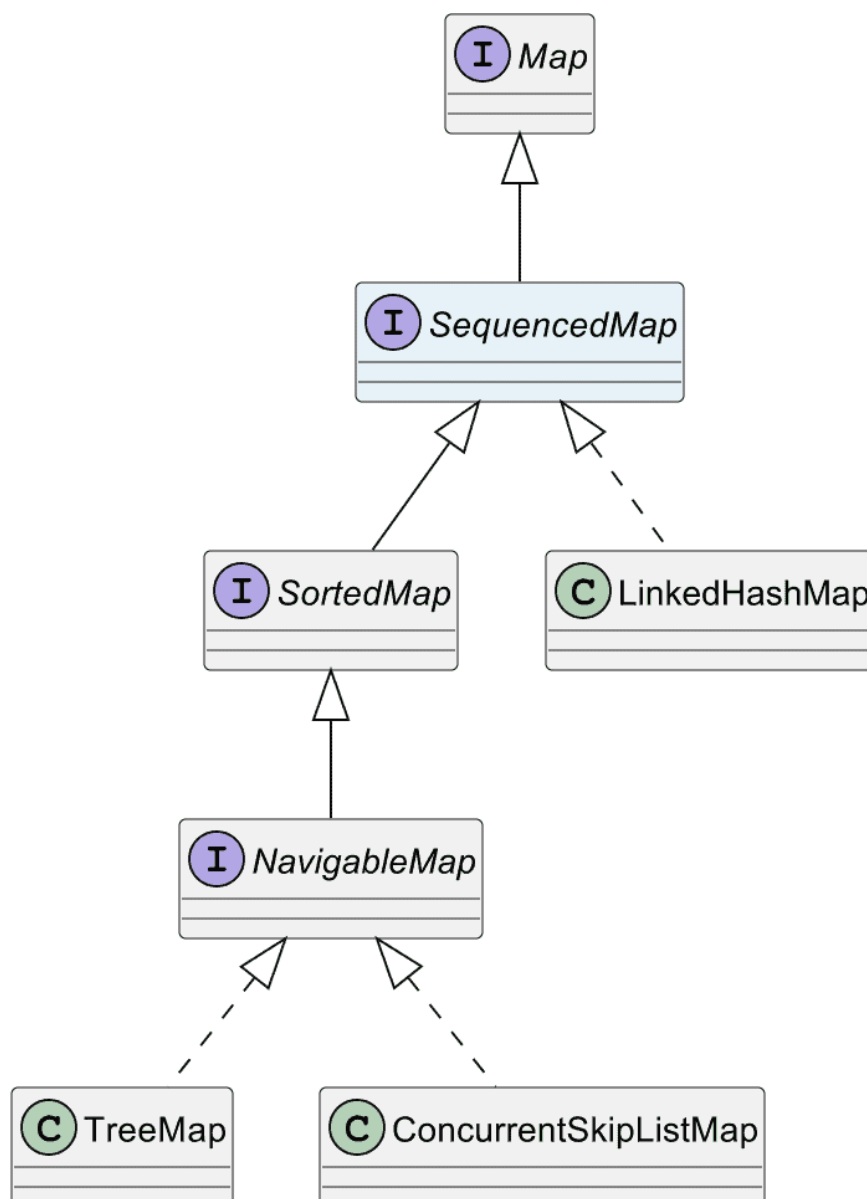 I Map
I SequencedMap
I SortedMap
C LinkedHashMap
I NavigableMap
C TreeMap
C ConcurrentSkipListMap